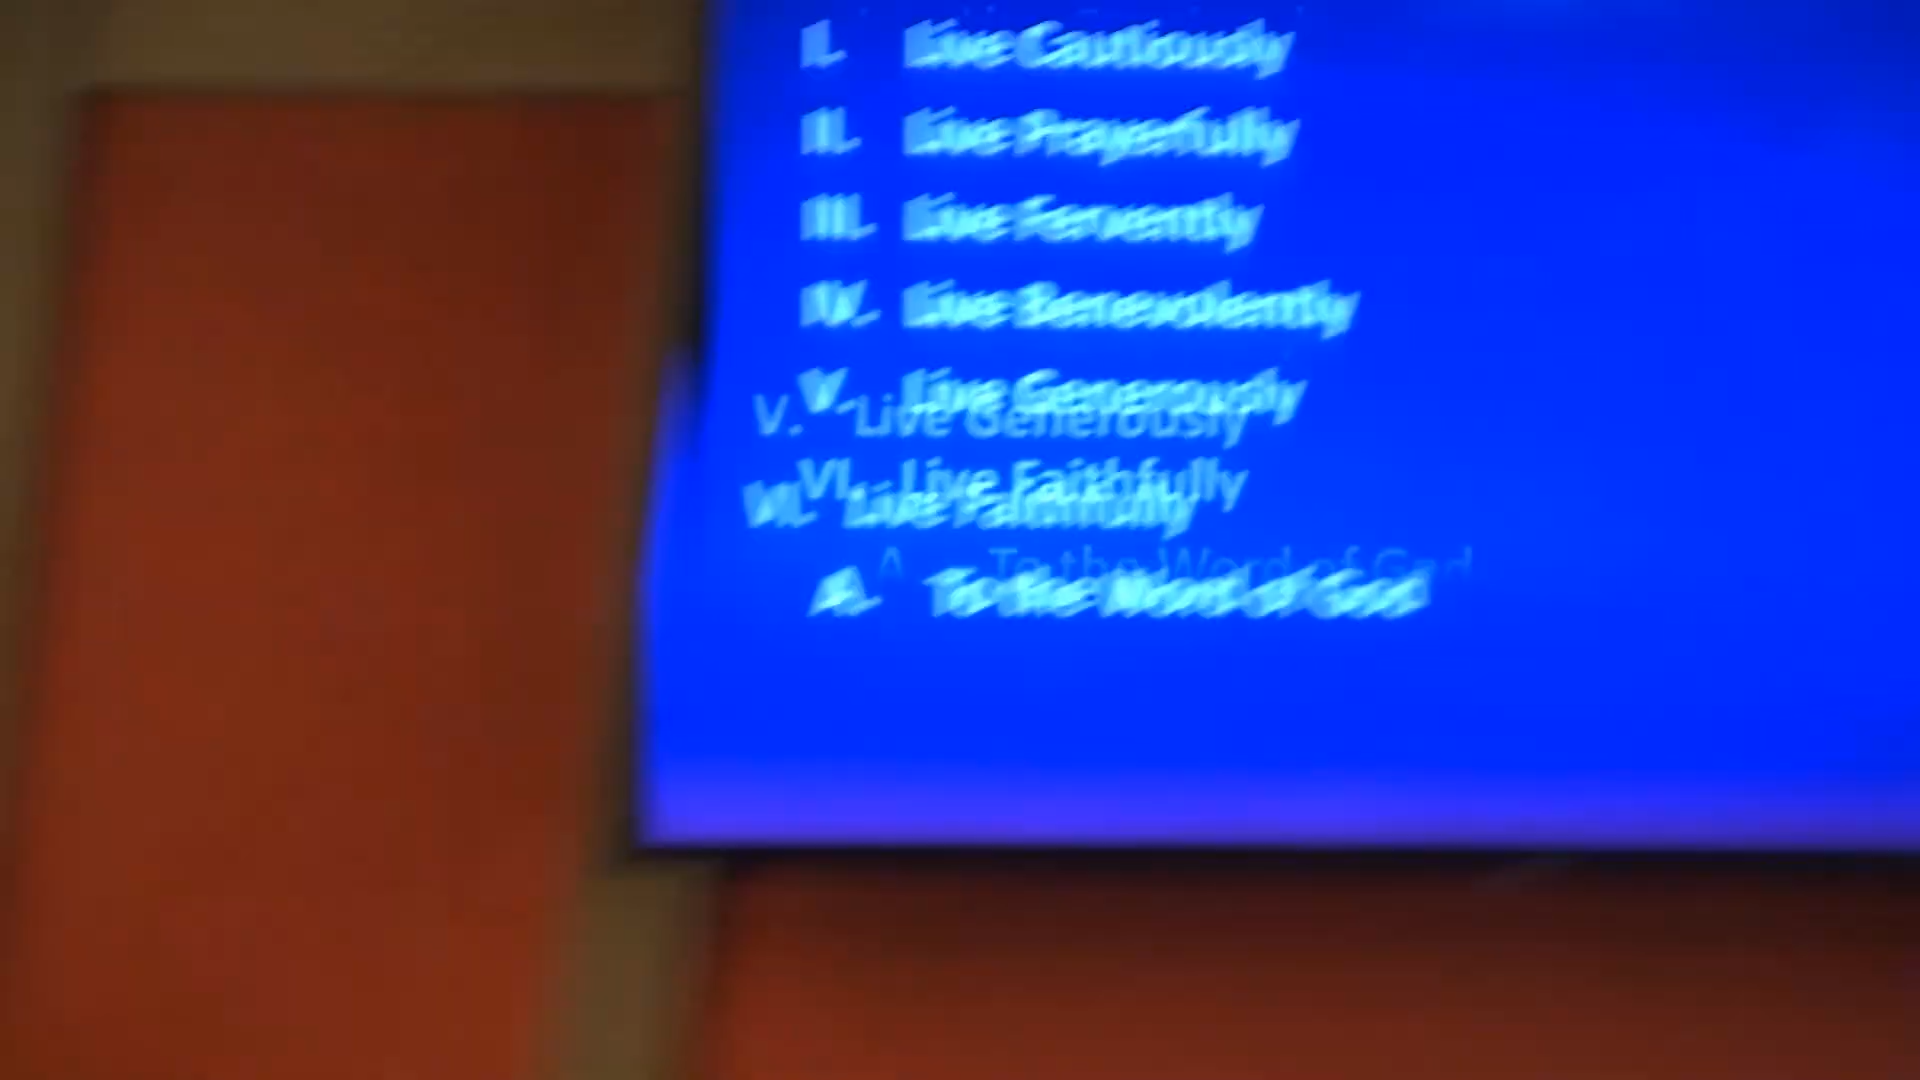 I. Live Cautiously
II. Live Prayerfully
III. Live Fervently
IV. Live Benevolently
V. Live Generously
VI. Live Faithfully
A. To the Word of God